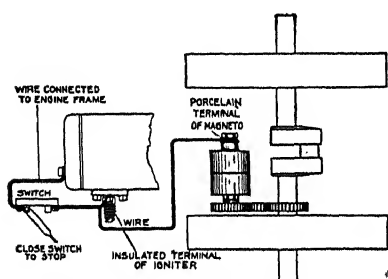 WIRE CONNECTED
TO ENGINE FRAME
PORCELAIN
TERMINAL
OF MAGNETO
SWITCH
WIRE
CLOSE SWITCH
TO STOP
INSULATED TERMINAL
OF IGNITER